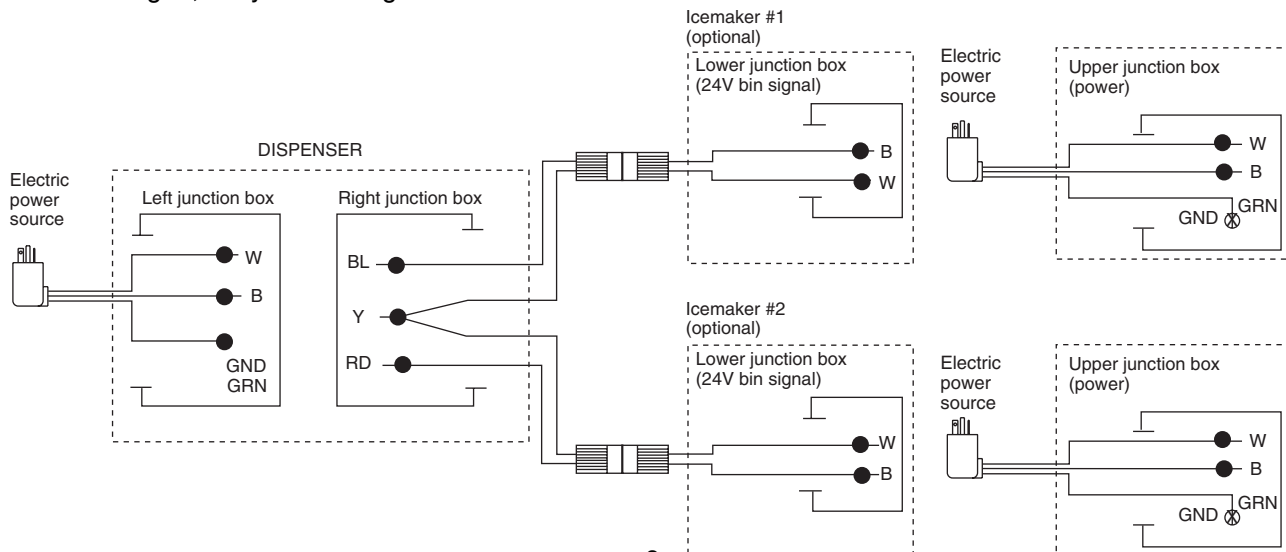 Icemaker #1
(optional)
Lower junction box
(24V bin signal)
B
W
Electric
power
source
Upper junction box
(power)
W
B
GRN
GND
DISPENSER
Electric
power
source
Left junction box
W
B
GND
GRN
Right junction box
BL
Y
RD
Icemaker #2
(optional)
Lower junction box
(24V bin signal)
W
B
Electric
power
source
Upper junction box
(power)
W
B
GRN
GND